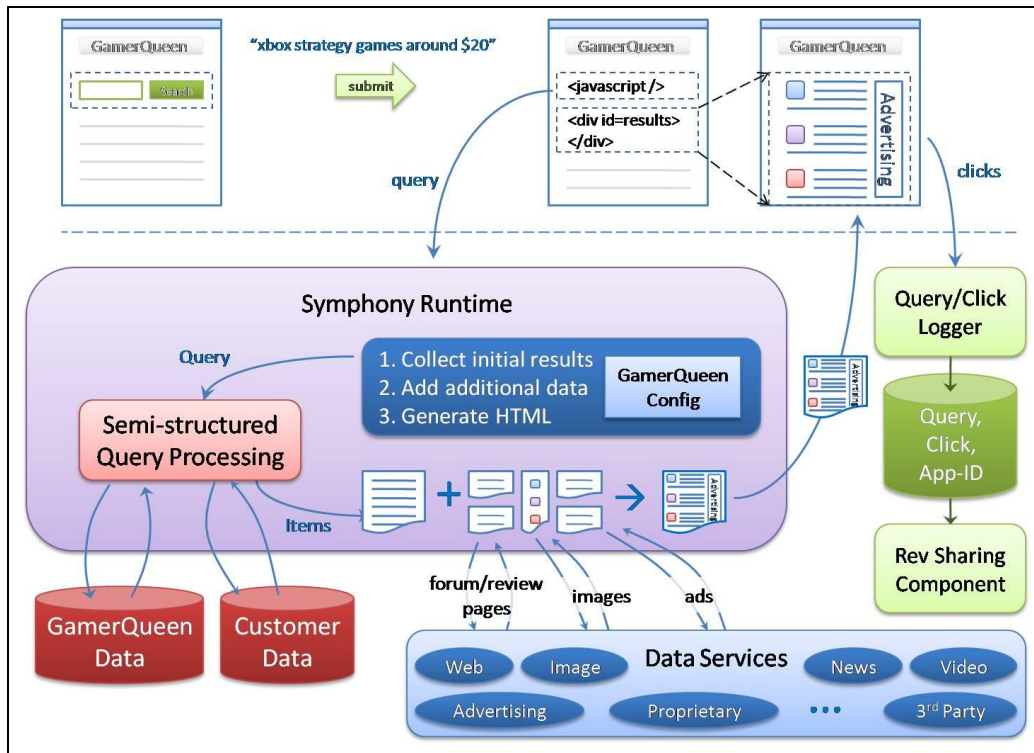 GamerQueen
Search
"xbox strategy games around $20"
submit
GamerQueen
<javascript />
<div id=results>
</div>
GamerQueen
Advertising
query
clicks
Symphony Runtime
Query
1. Collect initial results
2. Add additional data
3. Generate HTML
GamerQueen
Config
Semi-structured
Query Processing
Items
Advertising
Advertising
Query/Click
Logger
Query,
Click,
App-ID
Rev Sharing
Component
GamerQueen
Data
Customer
Data
forum/review
pages
images
ads
Data Services
Web
Image
News
Video
Advertising
Proprietary
•••
3rd Party